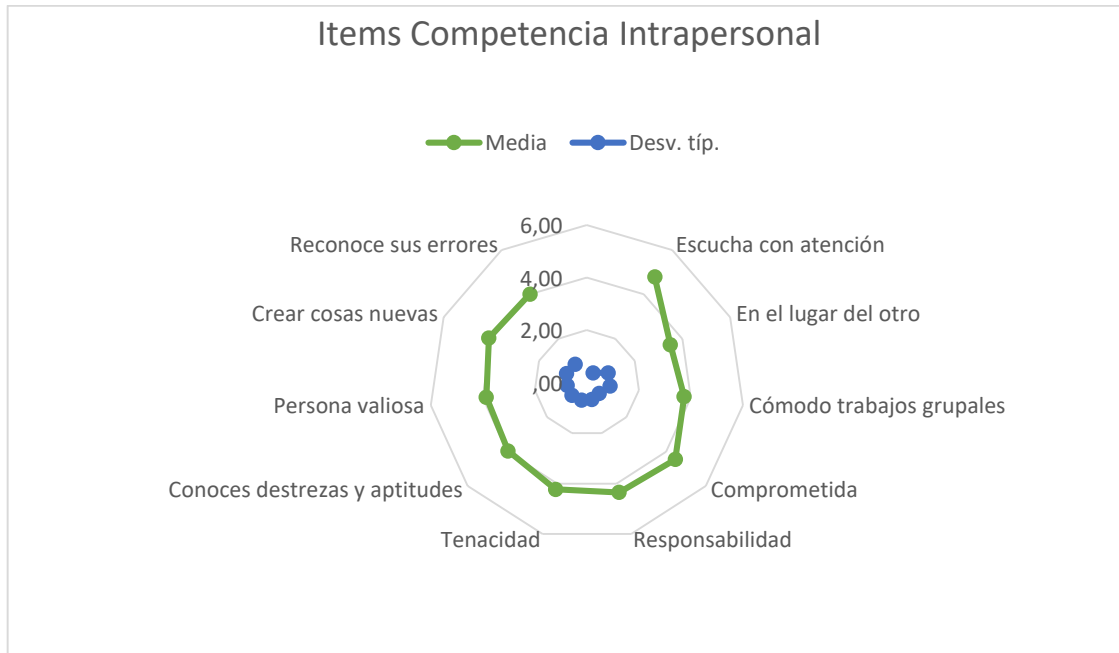 Items Competencia Intrapersonal
Media
Desv. típ.
6,00
4,00
2,00
,00
Escucha con atención
En el lugar del otro
Cómodo trabajos grupales
Comprometida
Responsabilidad
Tenacidad
Conoces destrezas y aptitudes
Persona valiosa
Crear cosas nuevas
Reconoce sus errores